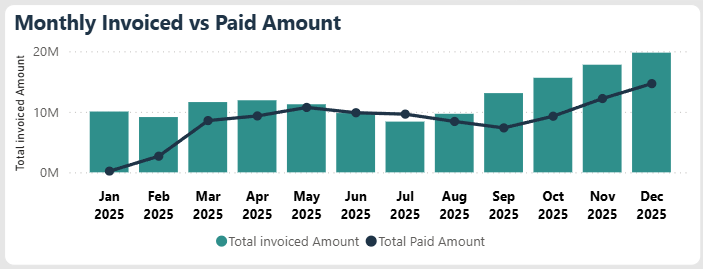 Monthly Invoiced vs Paid Amount
Total invoiced Amount
20M
10M
0M
Jan 2025
Feb 2025
Mar 2025
Apr 2025
May 2025
Jun 2025
Jul 2025
Aug 2025
Sep 2025
Oct 2025
Nov 2025
Dec 2025
Total invoiced Amount Total Paid Amount